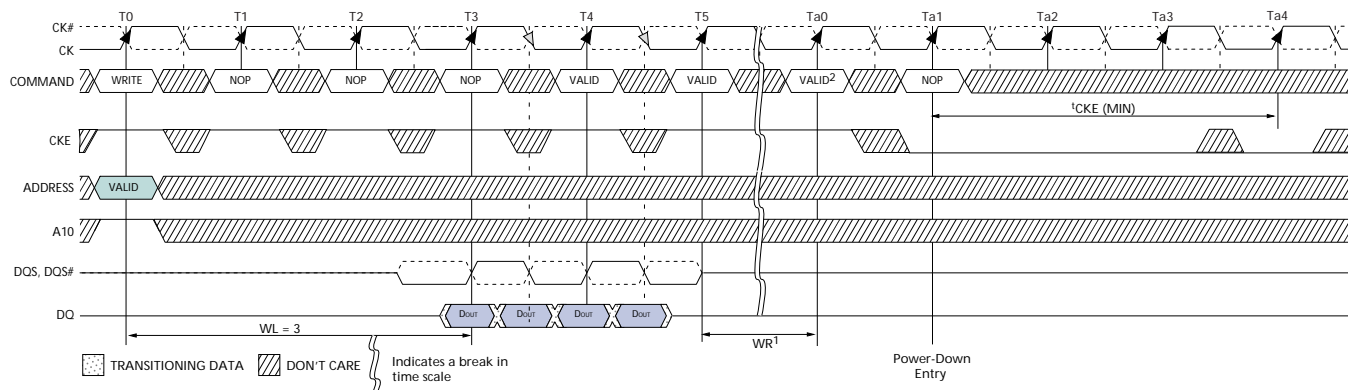 T0 T1 T2 T3 T4 T5 Ta0 Ta1 Ta2 Ta3 Ta4
CK#
CK
COMMAND WRITE NOP NOP NOP VALID VALID VALID2 NOP
tCKE (MIN)
CKE
ADDRESS VALID
A10
DQS, DQS#
DQ DOUT DOUT DOUT DOUT
WL = 3
WR1
TRANSITIONING DATA DON'T CARE Indicates a break in
time scale
Power-Down
Entry